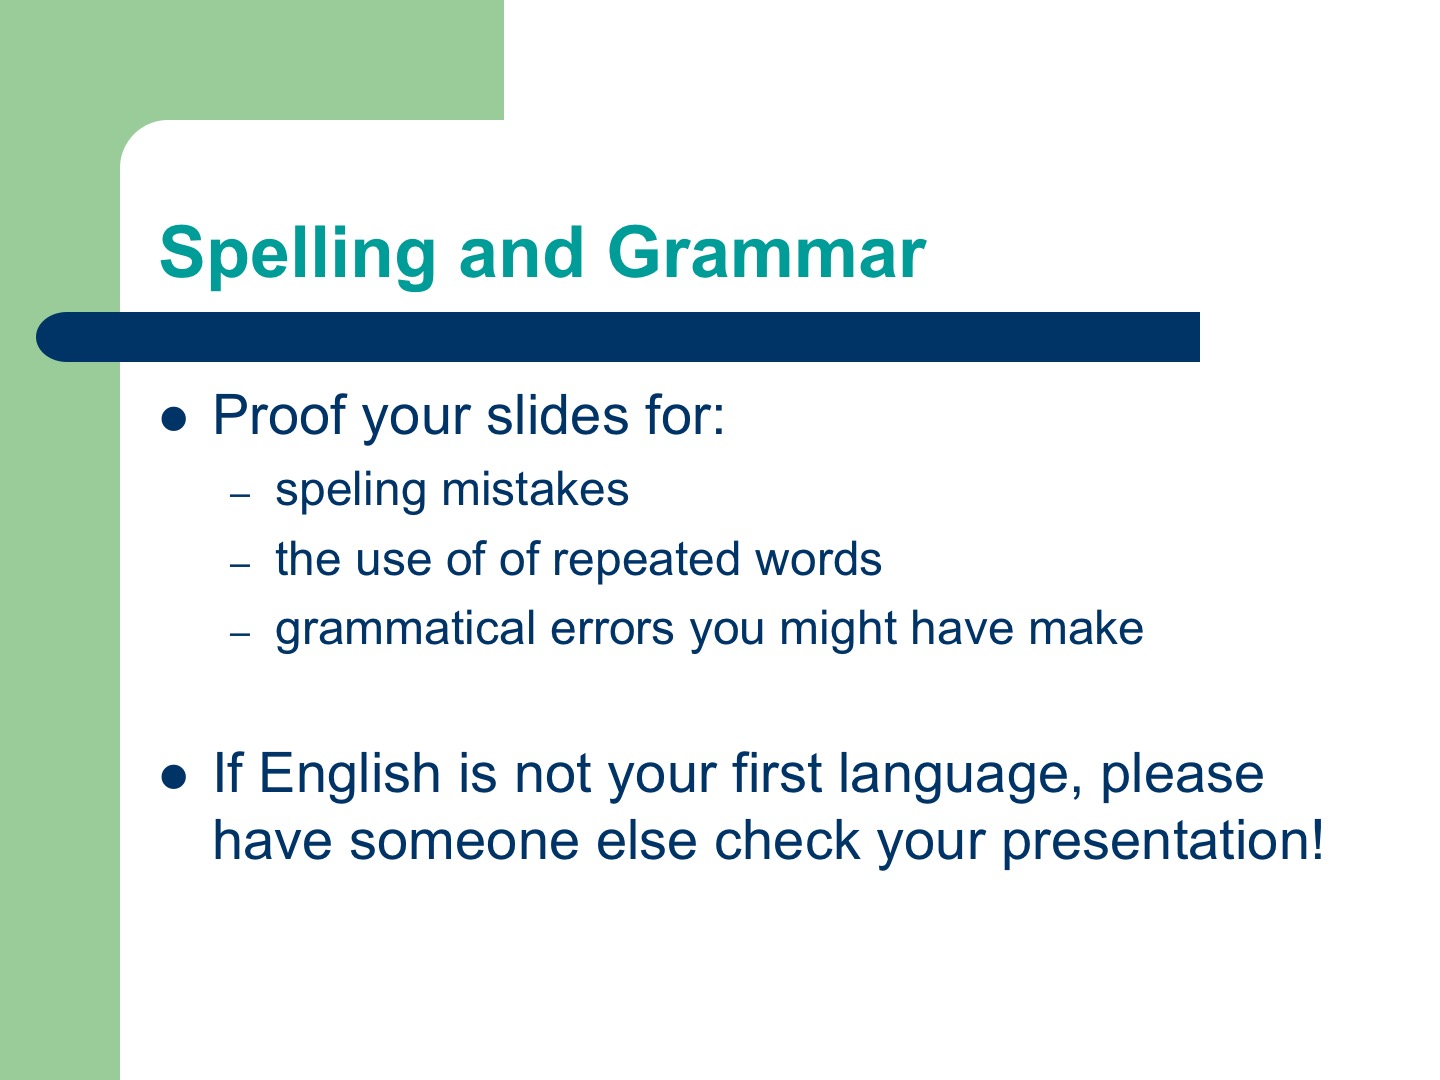 Spelling and Grammar
● Proof your slides for:
– speling mistakes
– the use of of repeated words
– grammatical errors you might have make
● If English is not your first language, please
have someone else check your presentation!